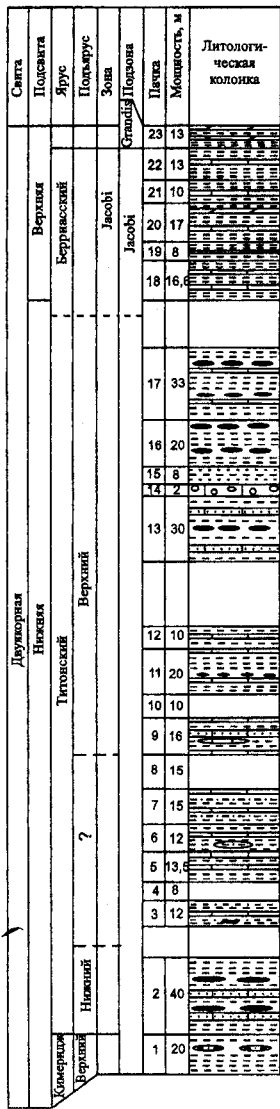 Свита
Подсвита
Ярус
Подъярус
Зона
Подзона
Пачка
Мощность, м
Литологи-
ческая
колонка
Двуякорная
Верхняя
Нижняя
Берриасский
Титонский
Кимеридж
Верхний
?
Нижний
Верхний
Jacobi
Grandis
Jacobi
23 13
22 13
21 10
20 17
19 8
18 16,6
17 33
16 20
15 8
14 2
13 30
12 10
11 20
10 10
9 16
8 15
7 15
6 12
5 13,5
4 8
3 12
2 40
1 20